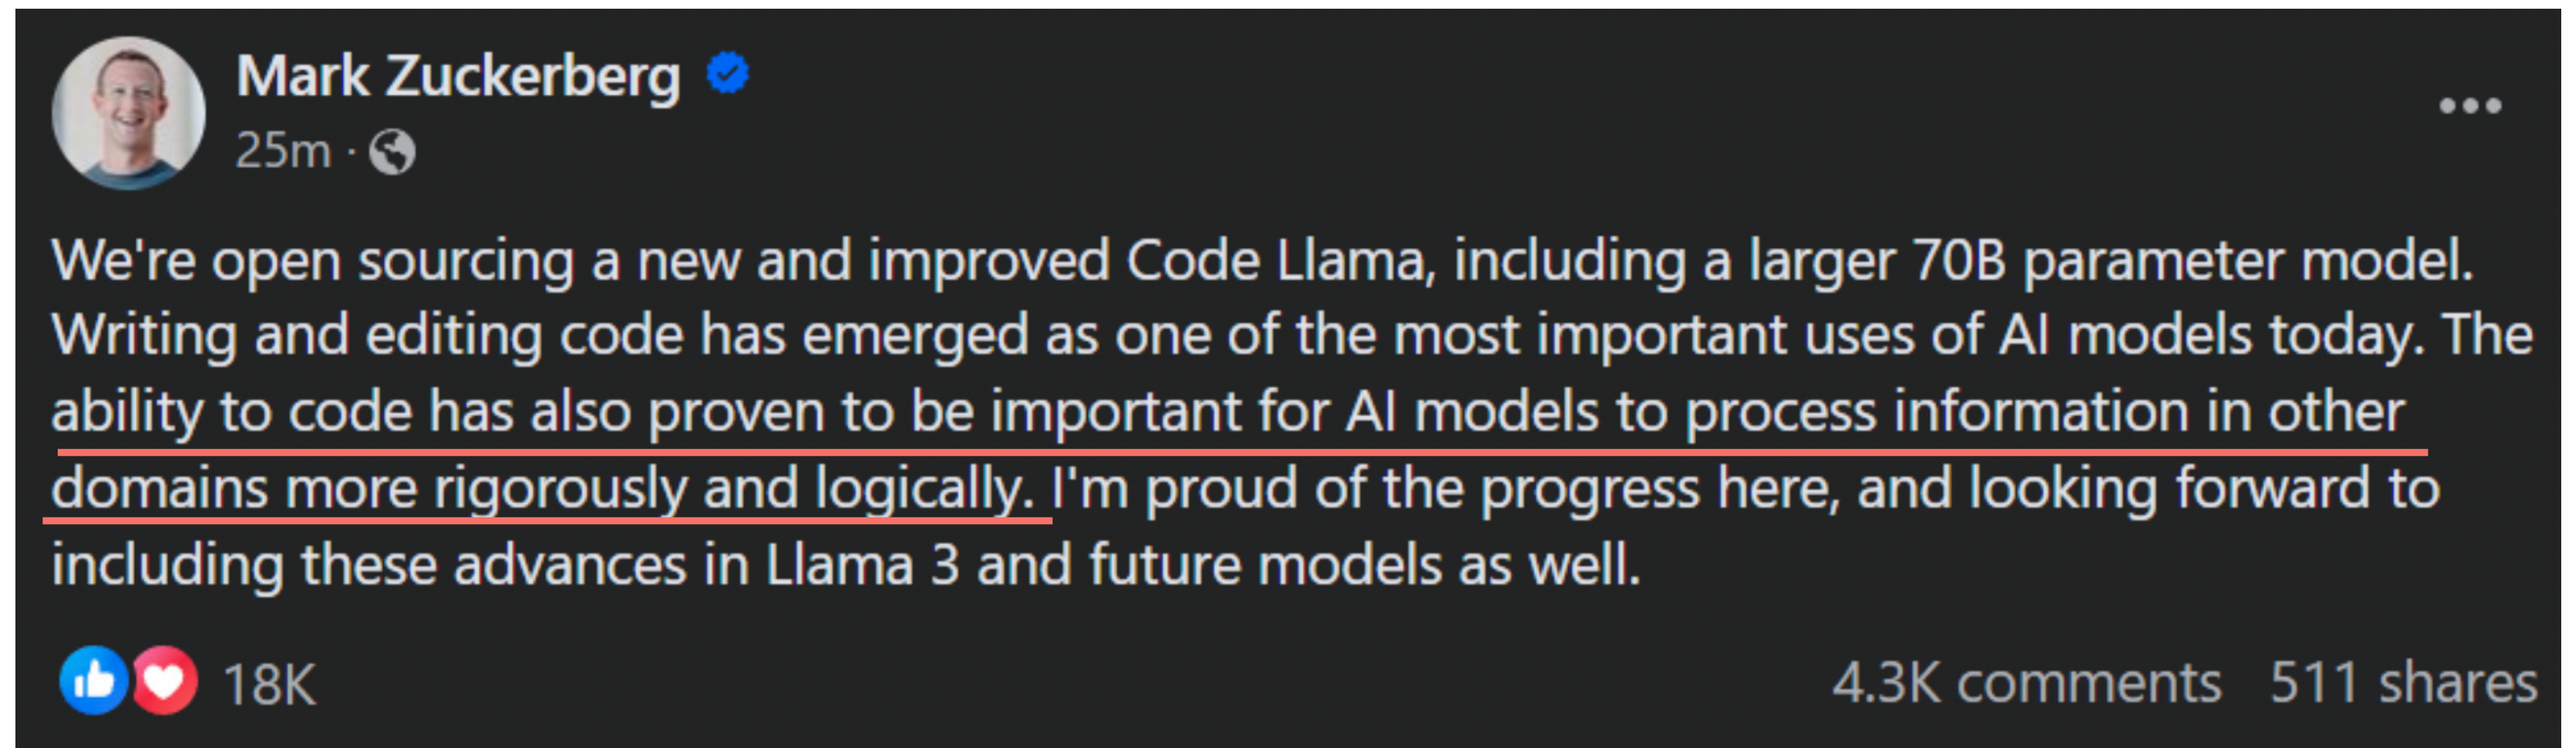 Mark Zuckerberg
25m ·
We're open sourcing a new and improved Code Llama, including a larger 70B parameter model.
Writing and editing code has emerged as one of the most important uses of AI models today. The
ability to code has also proven to be important for AI models to process information in other
domains more rigorously and logically. I'm proud of the progress here, and looking forward to
including these advances in Llama 3 and future models as well.
18K 4.3K comments 511 shares